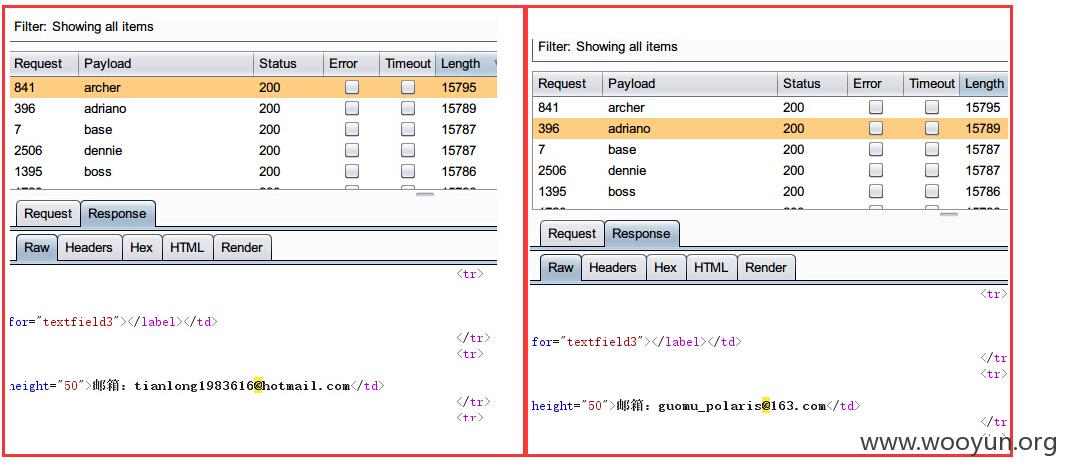 Filter: Showing all items
Request Payload Status Error Timeout Length
841 archer 200 15795
396 adriano 200 15789
7 base 200 15787
2506 dennie 200 15787
1395 boss 200 15786
Request Response
Raw Headers Hex HTML Render
<tr>
for="textfield3"></label></td>
</tr>
<tr>
height="50">邮箱：tianlong1983616@hotmail.com</td>
</tr>
<tr>
Filter: Showing all items
Request Payload Status Error Timeout Length
841 archer 200 15795
396 adriano 200 15789
7 base 200 15787
2506 dennie 200 15787
1395 boss 200 15786
Request Response
Raw Headers Hex HTML Render
<tr>
for="textfield3"></label></td>
</tr
<tr>
height="50">邮箱：guomu_polaris@163.com</td>
</tr
www.wooyun.org